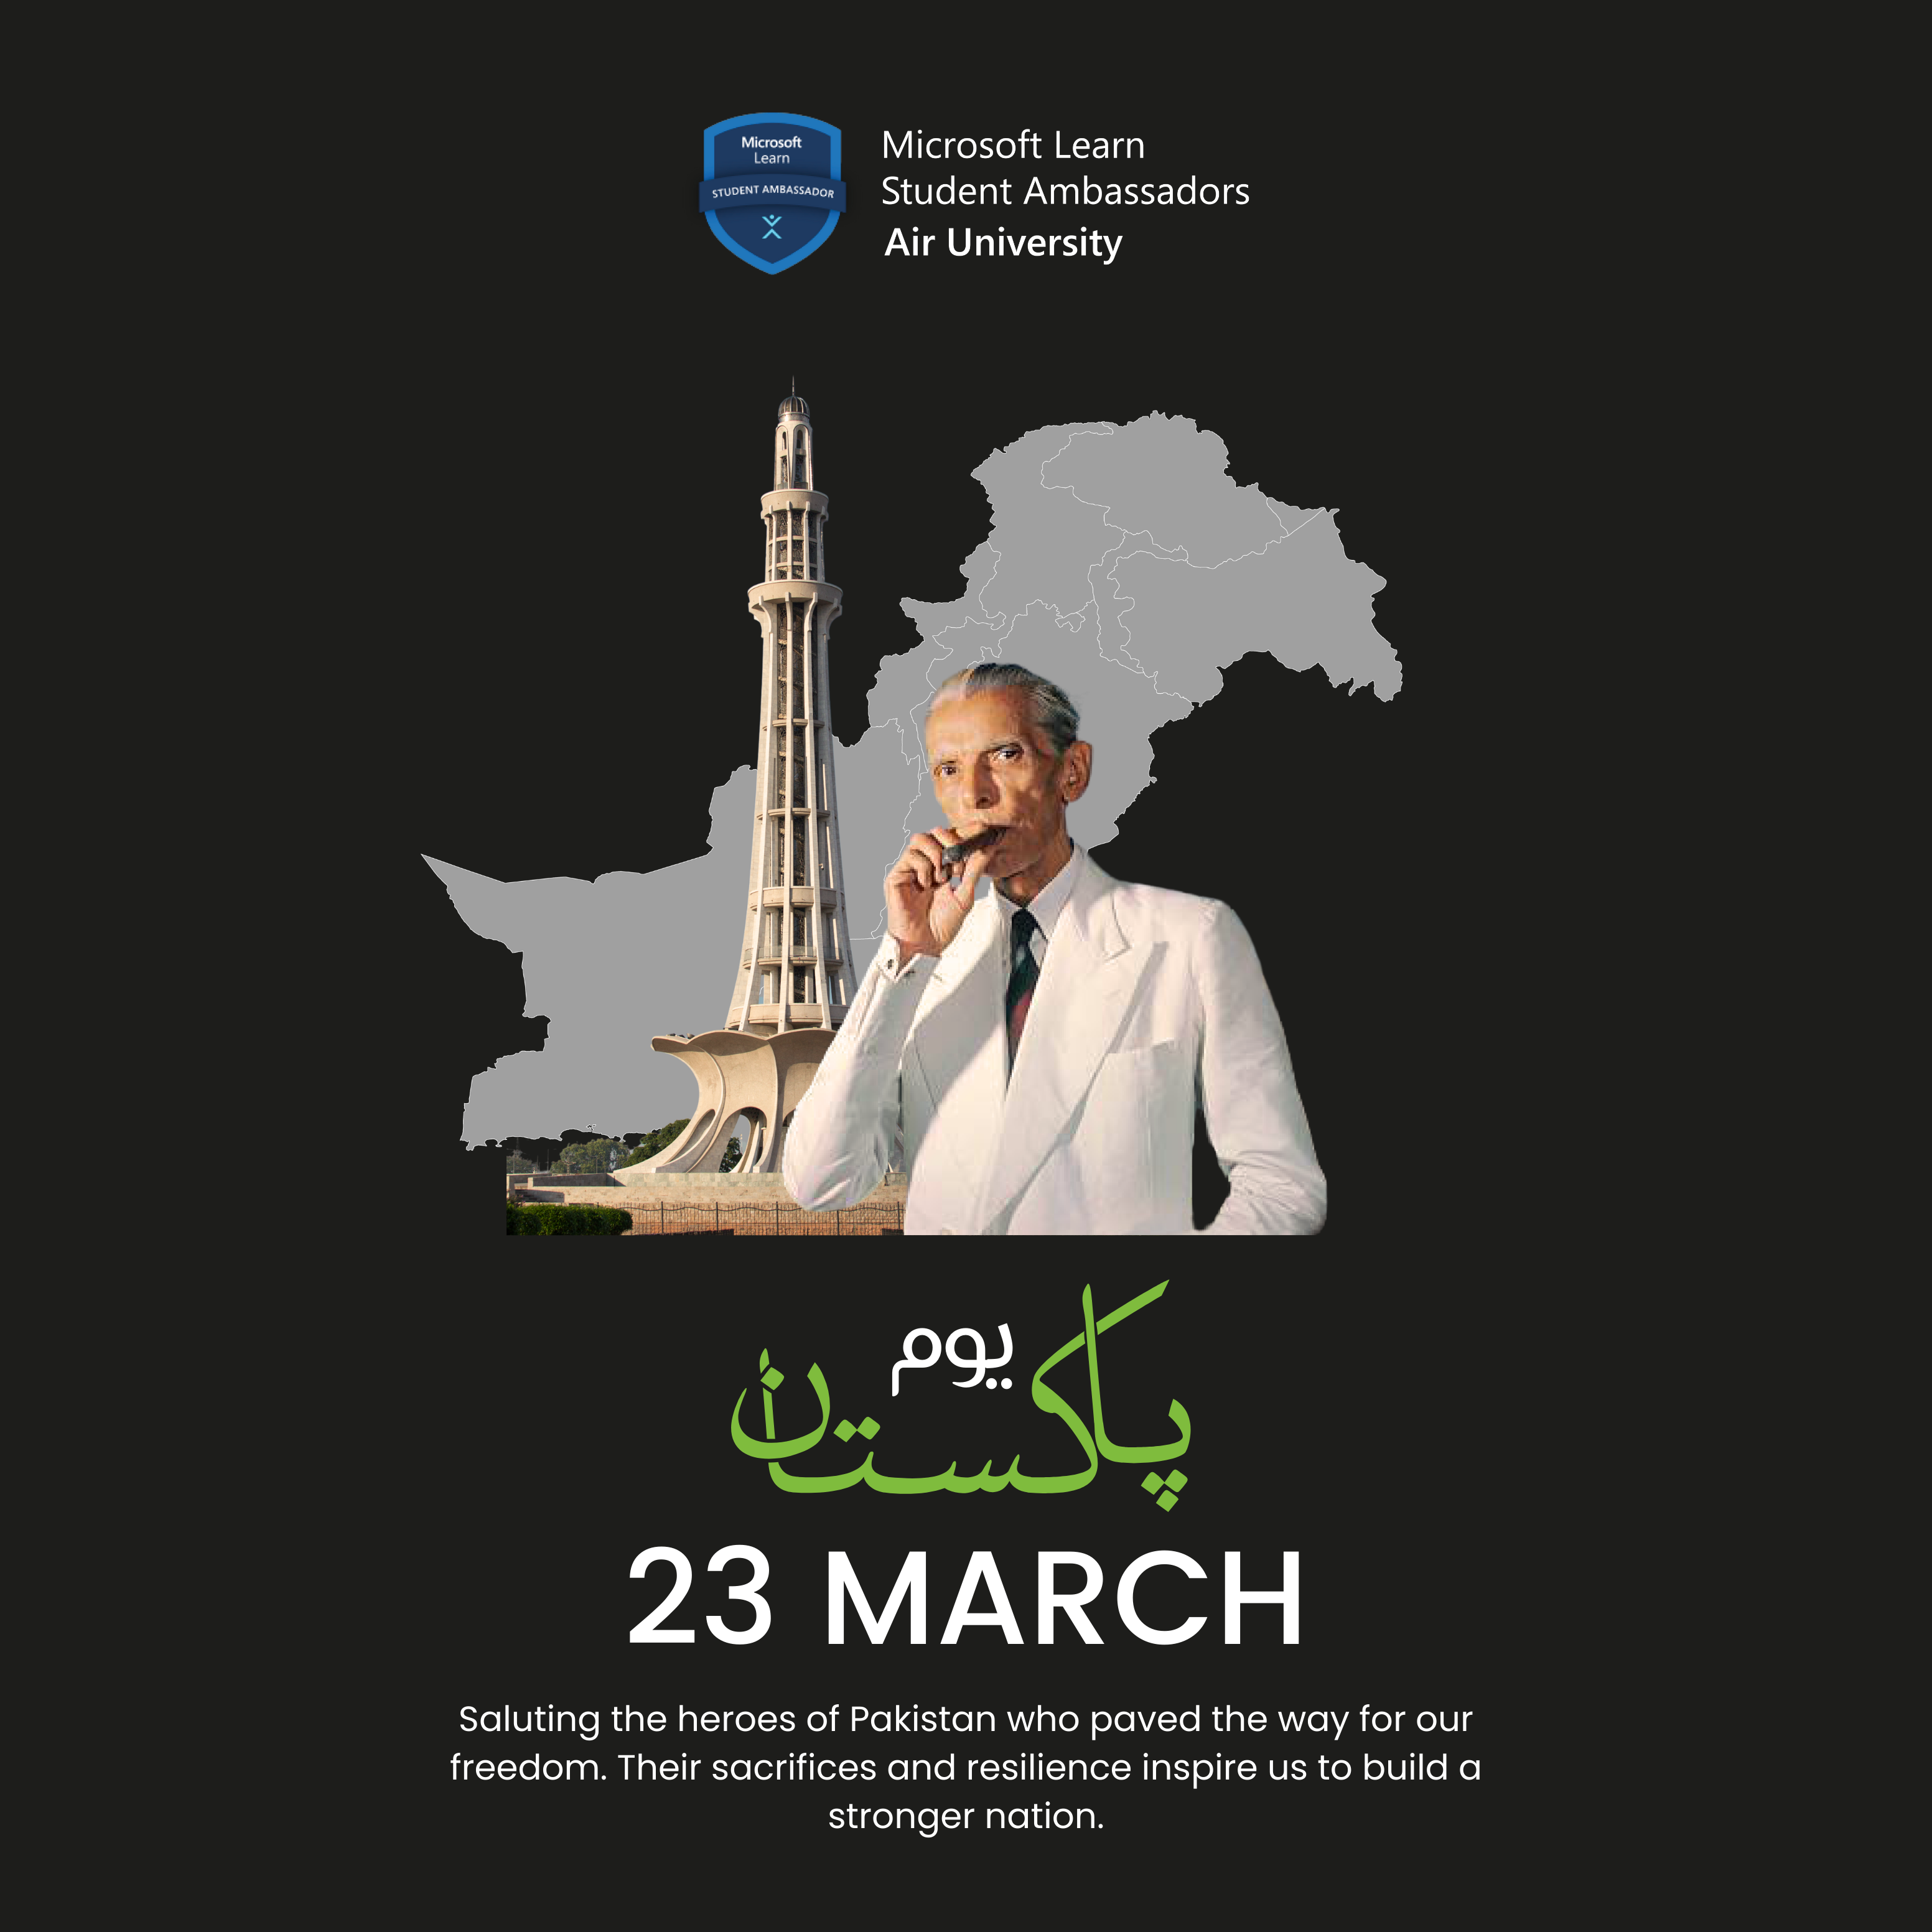 Microsoft
Learn
STUDENT AMBASSADOR
Microsoft Learn
Student Ambassadors
Air University
یوم
پاکستان
23 MARCH
Saluting the heroes of Pakistan who paved the way for our
freedom. Their sacrifices and resilience inspire us to build a
stronger nation.